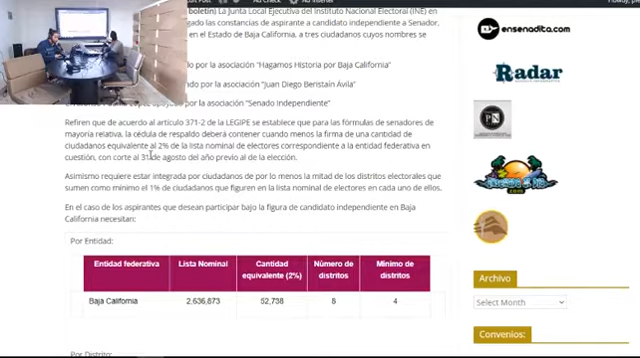 boletín) La Junta Local Ejecutiva del Instituto Nacional Electoral (INE) en
gado las constancias de aspirante a candidato independiente a Senador,
en el Estado de Baja California, a tres ciudadanos cuyos nombres se
do por la asociación "Hagamos Historia por Baja California"
ndo por la asociación "Juan Diego Beristaín Ávila"
por la asociación "Senado Independiente"
Refiren que de acuerdo al artículo 371-2 de la LEGIPE se establece que para las fórmulas de senadores de
mayoría relativa, la cédula de respaldo deberá contener cuando menos la firma de una cantidad de
ciudadanos equivalente al 2% de la lista nominal de electores correspondiente a la entidad federativa en
cuestión, con corte al 31 de agosto del año previo al de la elección.
Asimismo requiere estar integrada por ciudadanos de por lo menos la mitad de los distritos electorales que
sumen como mínimo el 1% de ciudadanos que figuren en la lista nominal de electores en cada uno de ellos.
En el caso de los aspirantes que desean participar bajo la figura de candidato independiente en Baja
California necesitan:
Por Entidad:
Entidad federativa Lista Nominal Cantidad equivalente (2%) Número de distritos Mínimo de distritos
Baja California 2,636,873 52,738 8 4
Por Distrito:
ensenadita.com
Radar
PN
.com
Archivo
Select Month
Convenios: